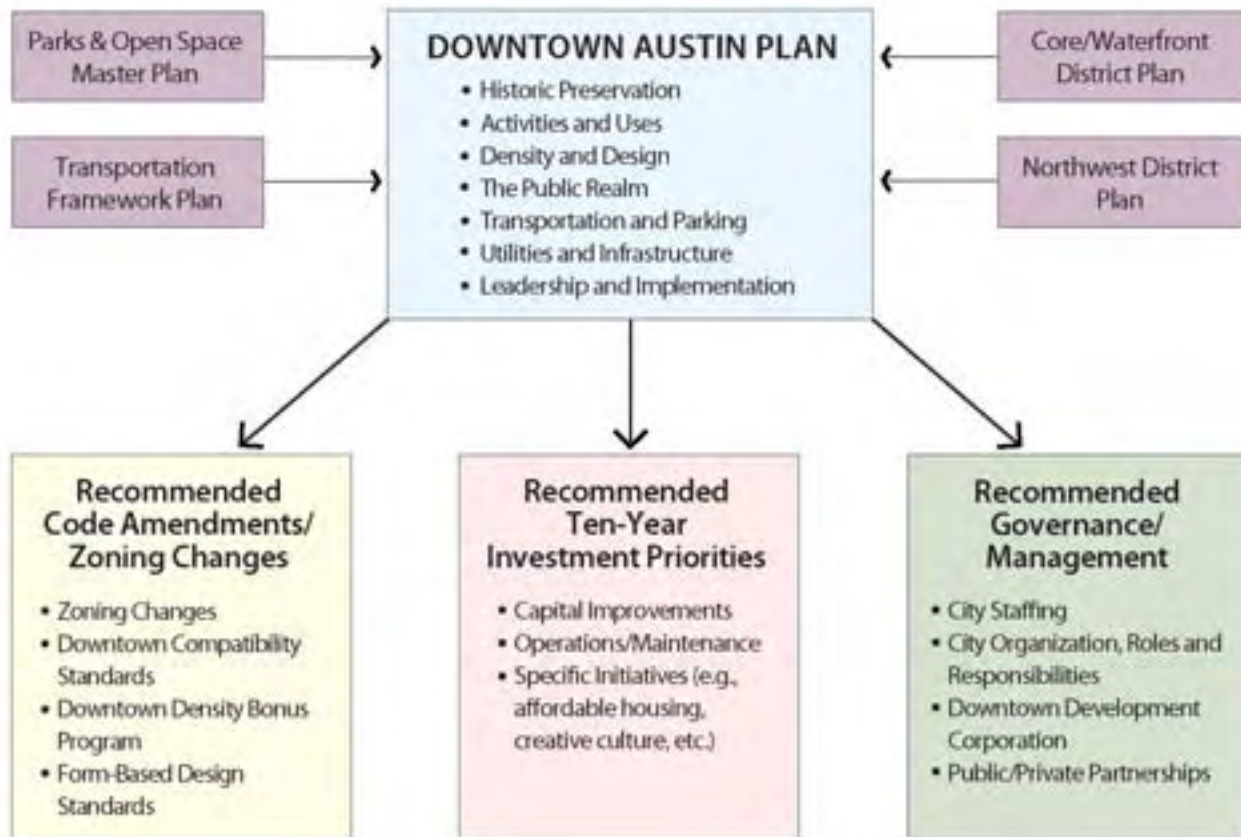 Parks & Open Space
Master Plan
Transportation
Framework Plan
DOWNTOWN AUSTIN PLAN
• Historic Preservation
• Activities and Uses
• Density and Design
• The Public Realm
• Transportation and Parking
• Utilities and Infrastructure
• Leadership and Implementation
Core/Waterfront
District Plan
Northwest District
Plan
Recommended
Code Amendments/
Zoning Changes
• Zoning Changes
• Downtown Compatibility
Standards
• Downtown Density Bonus
Program
• Form-Based Design
Standards
Recommended
Ten-Year
Investment Priorities
• Capital Improvements
• Operations/Maintenance
• Specific Initiatives (e.g.,
affordable housing,
creative culture, etc.)
Recommended
Governance/
Management
• City Staffing
• City Organization, Roles and
Responsibilities
• Downtown Development
Corporation
• Public/Private Partnerships